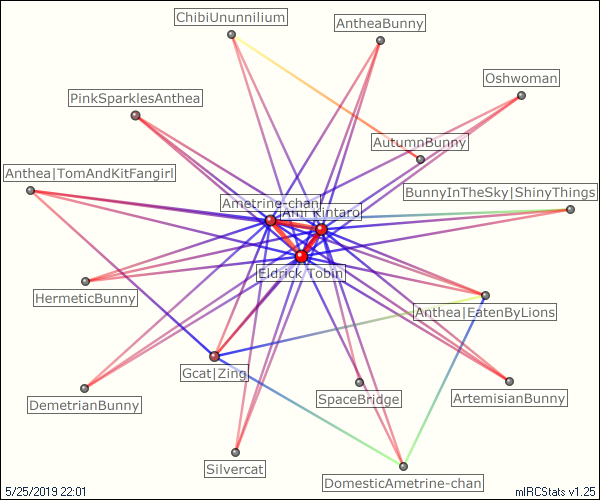 ChibiUnunnilium
AntheaBunny
Oshwoman
PinkSparklesAnthea
AutumnBunny
Anthea|TomAndKitFangirl
BunnyInTheSky|ShinyThings
Ametrine-chan
Ami Kintaro
Eldrick Tobin
HermeticBunny
Anthea|EatenByLions
Gcat|Zing
SpaceBridge
ArtemisianBunny
DemetrianBunny
Silvercat
DomesticAmetrine-chan
5/25/2019 22:01
mIRCStats v1.25